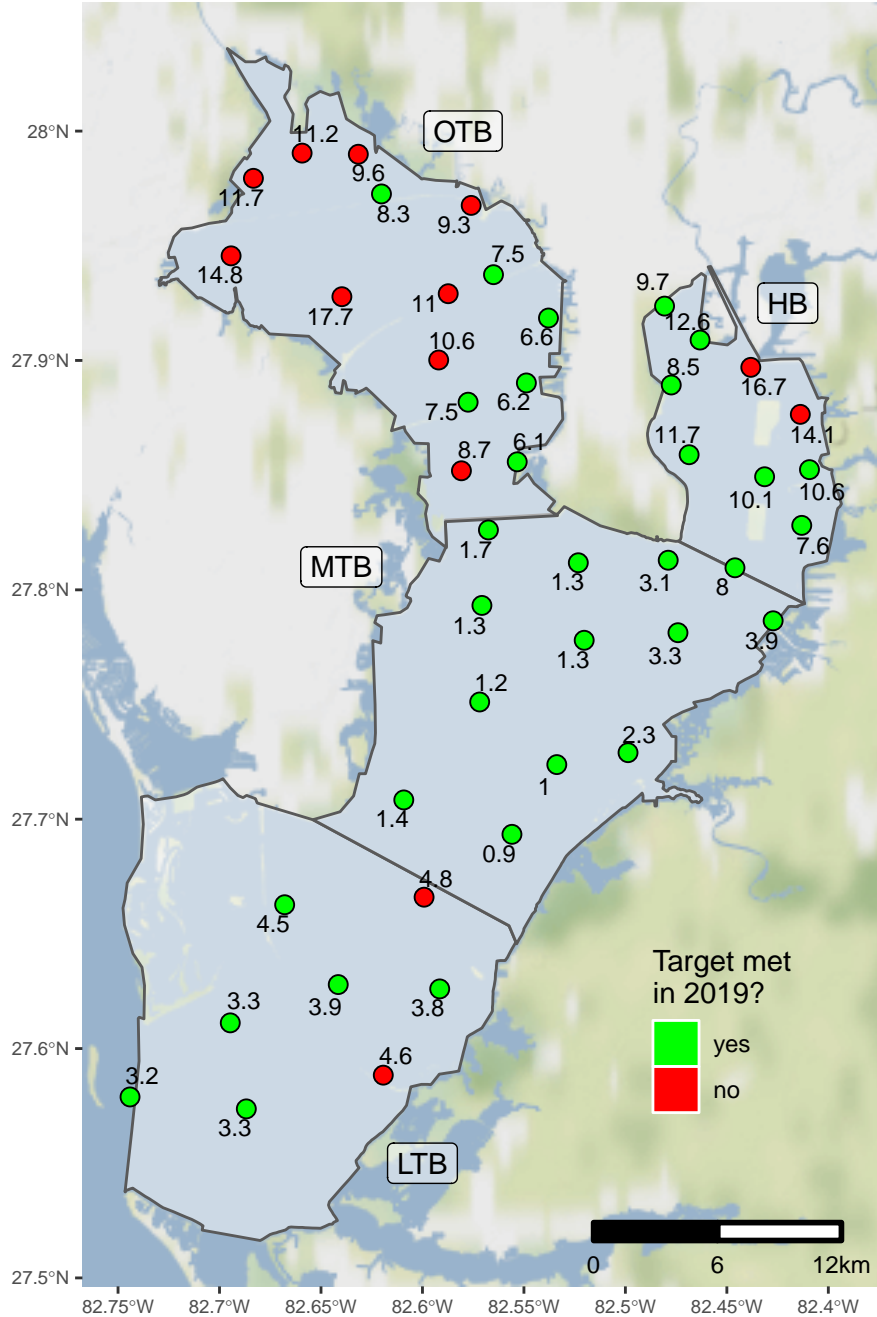 28°N
27.9°N
27.8°N
27.7°N
27.6°N
27.5°N
OTB
11.2
9.6
11.7
8.3
9.3
7.5
14.8
17.7
11
6.6
10.6
6.2
7.5
8.7
6.1
HB
9.7
12.6
8.5
16.7
14.1
11.7
10.1
10.6
7.6
8
MTB
1.7
1.3
3.1
3.9
1.3
1.3
3.3
1.2
2.3
1
1.4
0.9
4.8
4.5
3.9
3.8
3.3
4.6
3.2
3.3
LTB
Target met
in 2019?
yes
no
0 6 12km
82.75°W 82.7°W 82.65°W 82.6°W 82.55°W 82.5°W 82.45°W 82.4°W